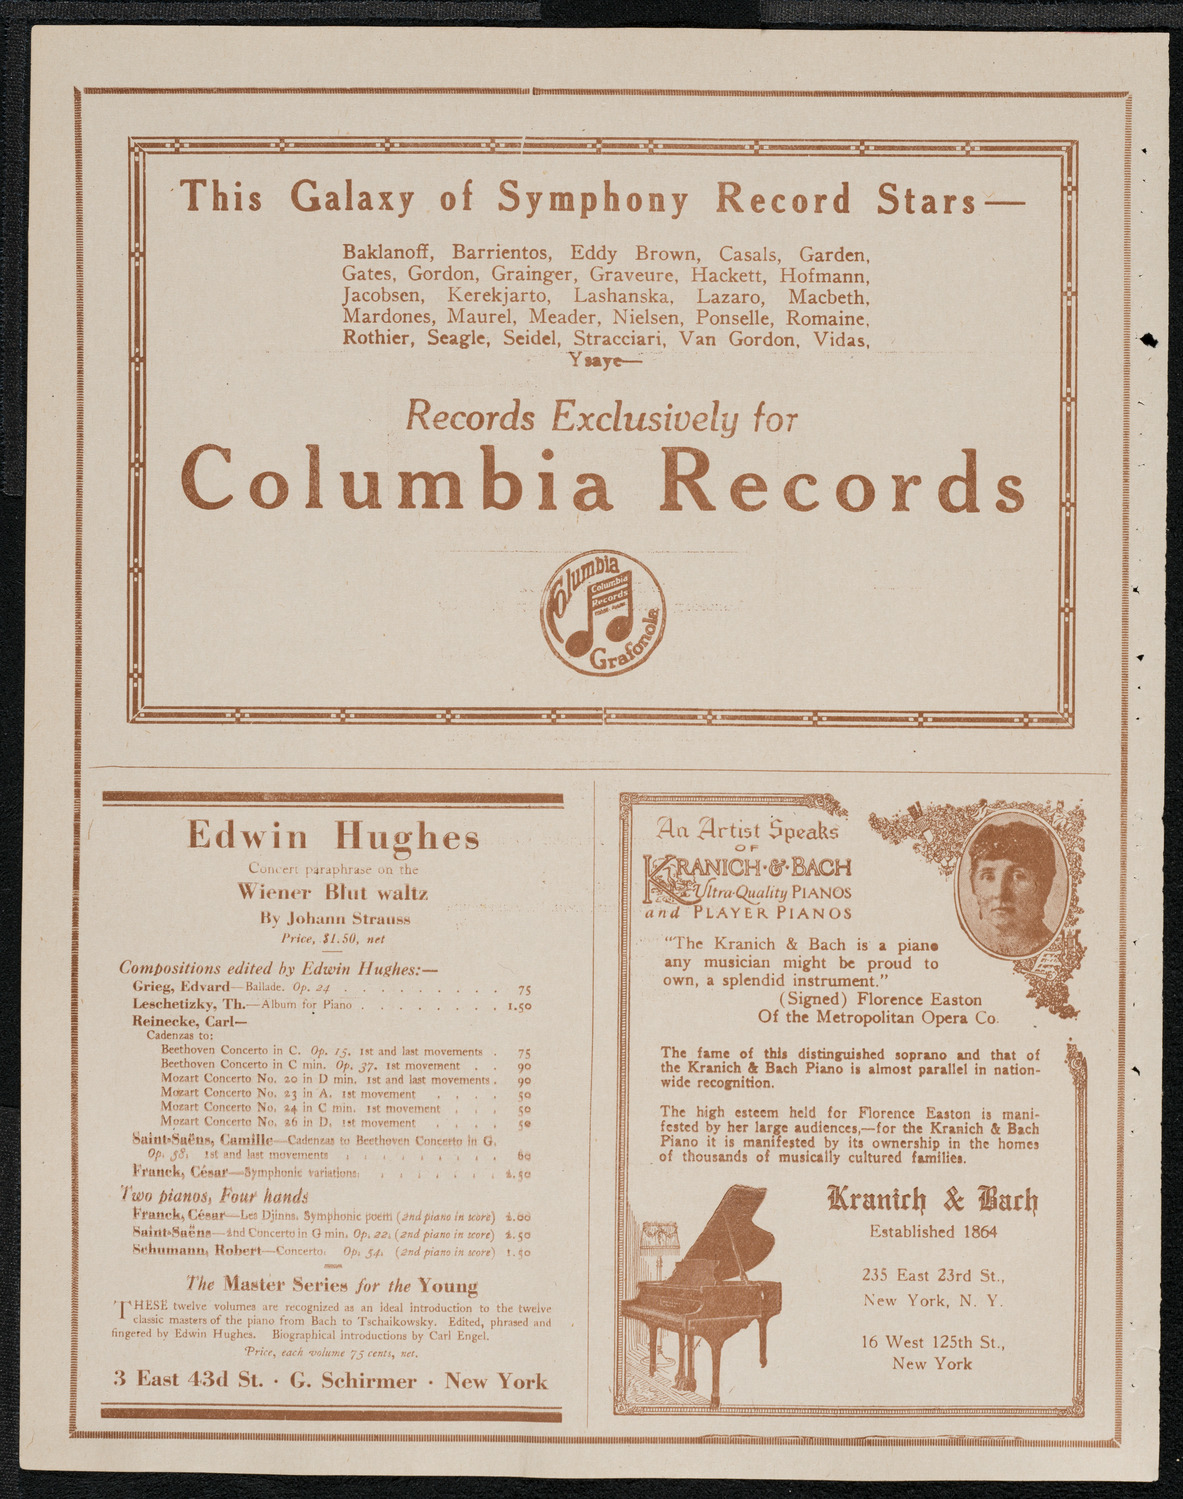 This Galaxy of Symphony Record Stars—
Baklanoff, Barrientos, Eddy Brown, Casals, Garden,
Gates, Gordon, Grainger, Graveure, Hackett, Hofmann,
Jacobsen, Kerekjarto, Lashanska, Lazaro, Macbeth,
Mardones, Maurel, Meader, Nielsen, Ponselle, Romaine,
Rothier, Seagle, Seidel, Stracciari, Van Gordon, Vidas,
Ysaye—
Records Exclusively for
Columbia Records
Columbia
Columbia
Records
Grafonola
Edwin Hughes
Concert paraphrase on the
Wiener Blut waltz
By Johann Strauss
Price, $1.50, net
Compositions edited by Edwin Hughes:—
Grieg, Edvard—Ballade. Op. 24 . . . . . . . . . 75
Leschetizky, Th.—Album for Piano . . . . . . . . 1.50
Reinecke, Carl—
Cadenzas to:
Beethoven Concerto in C. Op. 15. 1st and last movements . 75
Beethoven Concerto in C min. Op. 37. 1st movement . . 90
Mozart Concerto No. 20 in D min. 1st and last movements . 90
Mozart Concerto No. 23 in A. 1st movement . . . . 50
Mozart Concerto No. 24 in C min. 1st movement . . . 50
Mozart Concerto No. 26 in D. 1st movement . . . . 50
Saint-Saëns, Camille—Cadenzas to Beethoven Concerto in G.
Op. 58. 1st and last movements . . . . . . . . 60
Franck, César—Symphonic variations. . . . . . . . 2.50
Two pianos, Four hands
Franck, César—Les Djinns. Symphonic poem (2nd piano in score) 2.00
Saint-Saëns—2nd Concerto in G min. Op. 22. (2nd piano in score) 2.50
Schumann, Robert—Concerto. Op. 54. (2nd piano in score) 1.50
The Master Series for the Young
THESE twelve volumes are recognized as an ideal introduction to the twelve
classic masters of the piano from Bach to Tschaikowsky. Edited, phrased and
fingered by Edwin Hughes. Biographical introductions by Carl Engel.
Price, each volume 75 cents, net.
3 East 43d St. · G. Schirmer · New York
An Artist Speaks
OF
KRANICH·&·BACH
Ultra-Quality PIANOS
and PLAYER PIANOS
"The Kranich & Bach is a piano
any musician might be proud to
own, a splendid instrument."
(Signed) Florence Easton
Of the Metropolitan Opera Co.
The fame of this distinguished soprano and that of
the Kranich & Bach Piano is almost parallel in nation-
wide recognition.
The high esteem held for Florence Easton is mani-
fested by her large audiences,—for the Kranich & Bach
Piano it is manifested by its ownership in the homes
of thousands of musically cultured families.
Kranich & Bach
Established 1864
235 East 23rd St.,
New York, N. Y.
16 West 125th St.,
New York